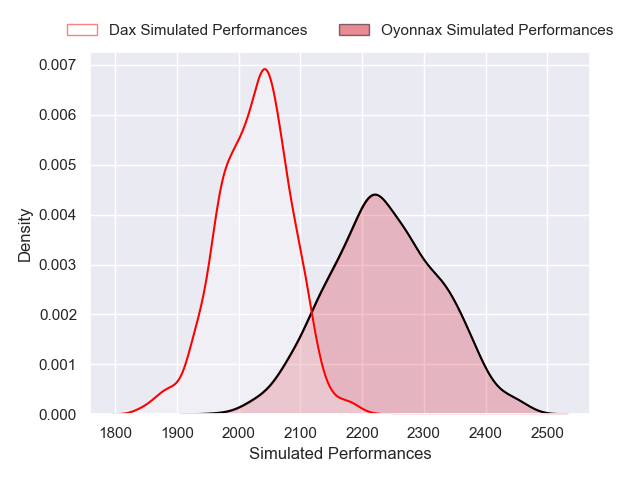 Dax Simulated Performances
Oyonnax Simulated Performances
0.007
0.006
0.005
0.004
0.003
0.002
0.001
0.000
Density
1800 1900 2000 2100 2200 2300 2400 2500
Simulated Performances